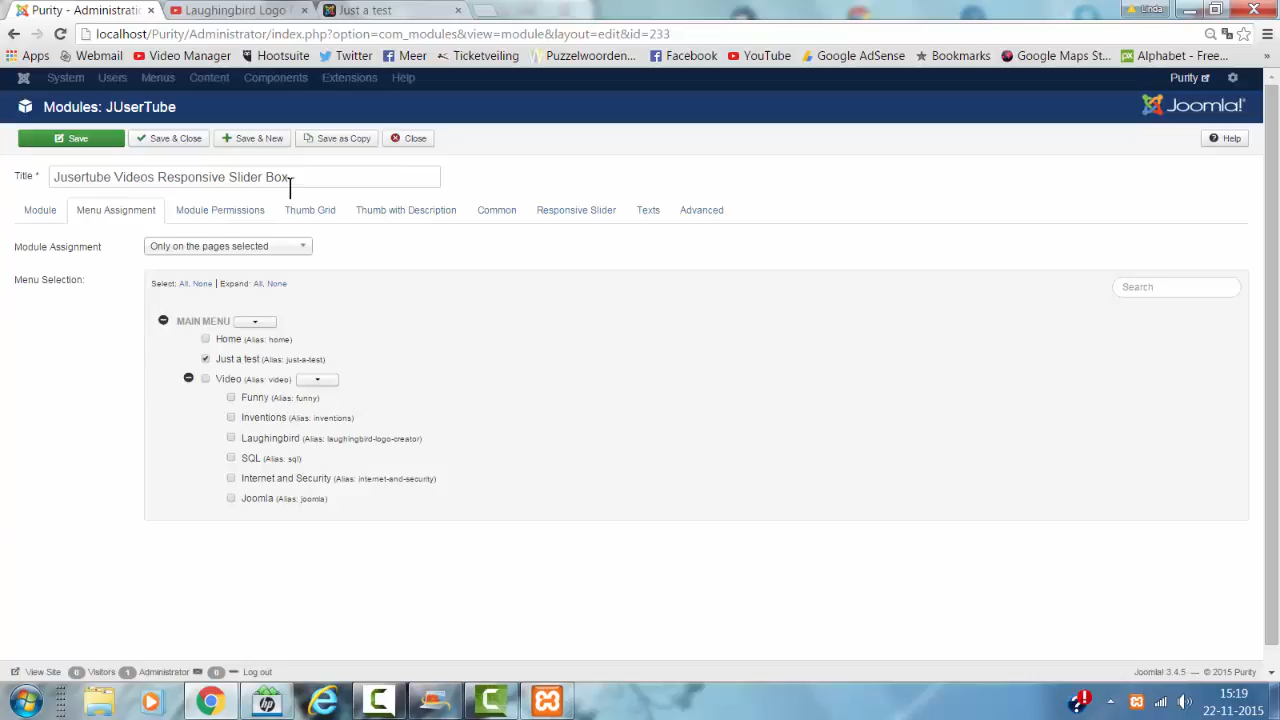 Purity - Administratio
Laughingbird Logo
Just a test
Linda
localhost/Purity/Administrator/index.php?option=com_modules&view=module&layout=edit&id=233
Apps Webmail Video Manager Hootsuite Twitter Meer Ticketveiling Puzzelwoorden... Facebook YouTube Google AdSense Bookmarks Google Maps St... Alphabet - Free...
System Users Menus Content Components Extensions Help Purity
Modules: JUserTube Joomla!
Save Save & Close Save & New Save as Copy Close Help
Title * Jusertube Videos Responsive Slider Box
Module Menu Assignment Module Permissions Thumb Grid Thumb with Description Common Responsive Slider Texts Advanced
Module Assignment Only on the pages selected
Menu Selection: Select: All, None | Expand: All, None Search
MAIN MENU
Home (Alias: home)
Just a test (Alias: just-a-test)
Video (Alias: video)
Funny (Alias: funny)
Inventions (Alias: inventions)
Laughingbird (Alias: laughingbird-logo-creator)
SQL (Alias: sql)
Internet and Security (Alias: internet-and-security)
Joomla (Alias: joomla)
View Site 0 Visitors 1 Administrator 0 Log out Joomla! 3.4.5 — © 2015 Purity
15:19
22-11-2015